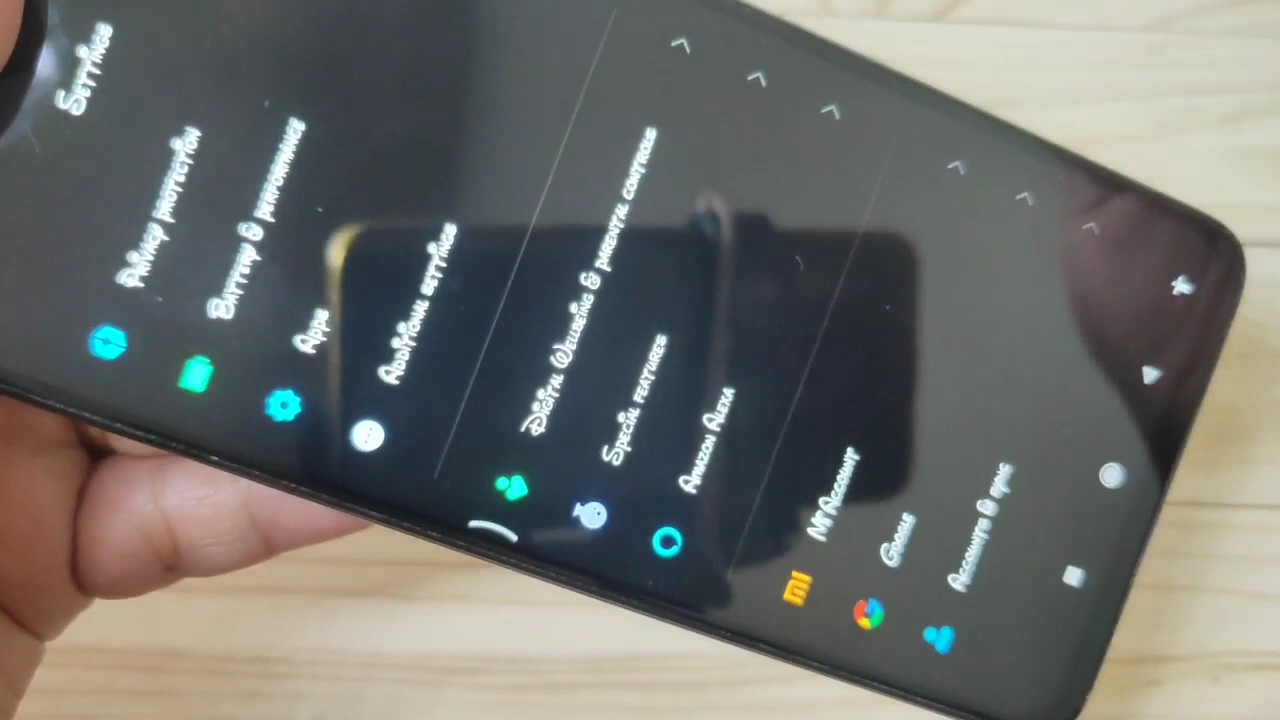 Settings
Privacy protection
Battery & performance
Apps
Additional settings
Digital Wellbeing & parental controls
Special features
Amazon Alexa
Mi Account
Google
Accounts & sync